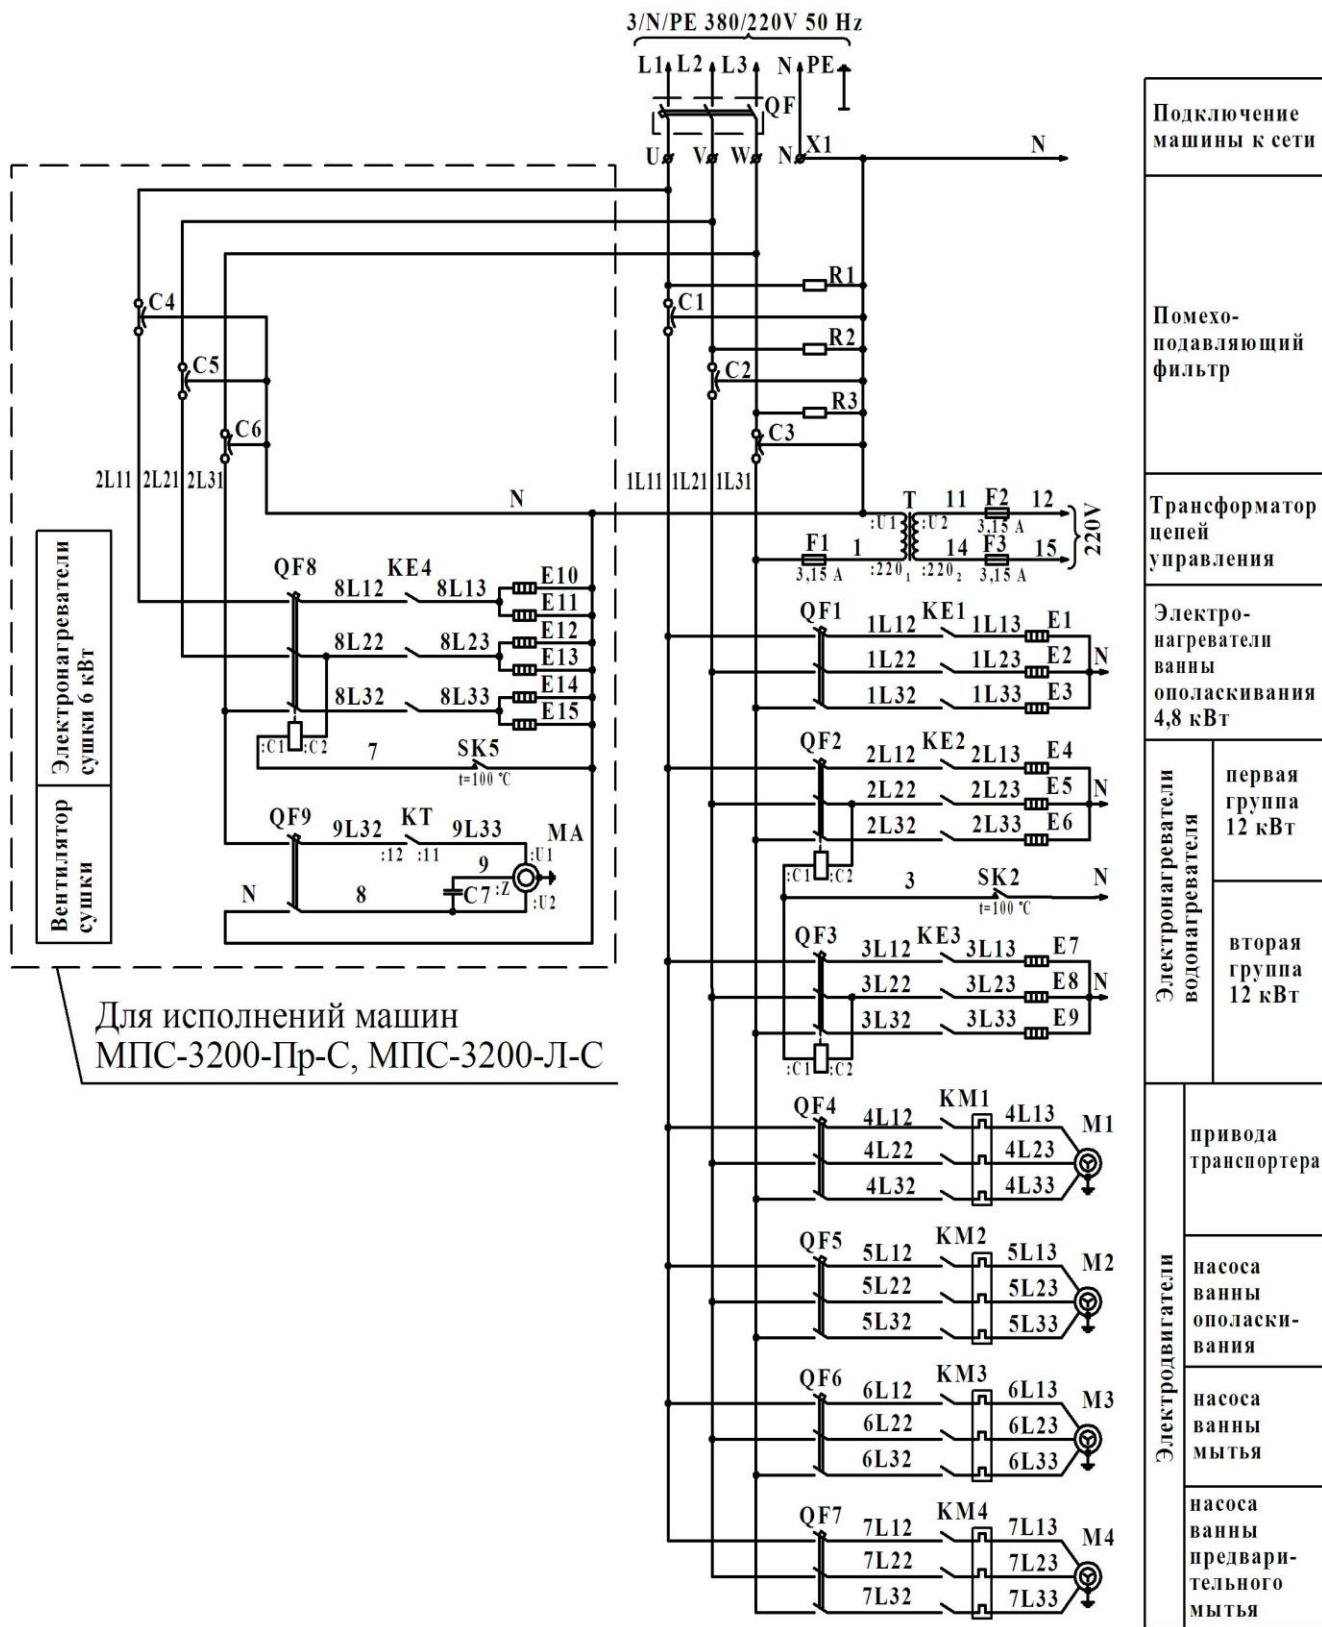 3/N/PE 380/220V 50 Hz
L1 L2 L3 N PE
QF
U V W N X1 N
Подключение
машины к сети
R1
C4 C1
R2
C5 C2
R3
C6 C3
Помехо-
подавляющий
фильтр
2L11 2L21 2L31 1L11 1L21 1L31
N T 11 F2 12
:U1 :U2 3,15 A
F1 1 14 F3 15
3,15 A :220₁ :220₂ 3,15 A
220V
Трансформатор
цепей
управления
Электронагреватели
сушки 6 кВт
QF8 8L12 KE4 8L13 E10
E11
8L22 8L23 E12
E13
8L32 8L33 E14
E15
:C1 :C2 7 SK5
t=100 °C
Вентилятор
сушки
QF9 9L32 KT 9L33 MA
:12 :11 :U1
N 8 9 C7 :Z
:U2
Для исполнений машин
МПС-3200-Пр-С, МПС-3200-Л-С
QF1 1L12 KE1 1L13 E1
1L22 1L23 E2 N
1L32 1L33 E3
Электро-
нагреватели
ванны
ополаскивания
4,8 кВт
QF2 2L12 KE2 2L13 E4
2L22 2L23 E5 N
2L32 2L33 E6
:C1 :C2 3 SK2 N
t=100 °C
QF3 3L12 KE3 3L13 E7
3L22 3L23 E8 N
3L32 3L33 E9
:C1 :C2
Электронагреватели
водонагревателя
первая
группа
12 кВт
вторая
группа
12 кВт
QF4 4L12 KM1 4L13 M1
4L22 4L23
4L32 4L33
QF5 5L12 KM2 5L13 M2
5L22 5L23
5L32 5L33
QF6 6L12 KM3 6L13 M3
6L22 6L23
6L32 6L33
QF7 7L12 KM4 7L13 M4
7L22 7L23
7L32 7L33
Электродвигатели
привода
транспортера
насоса
ванны
ополаски-
вания
насоса
ванны
мытья
насоса
ванны
предвари-
тельного
мытья